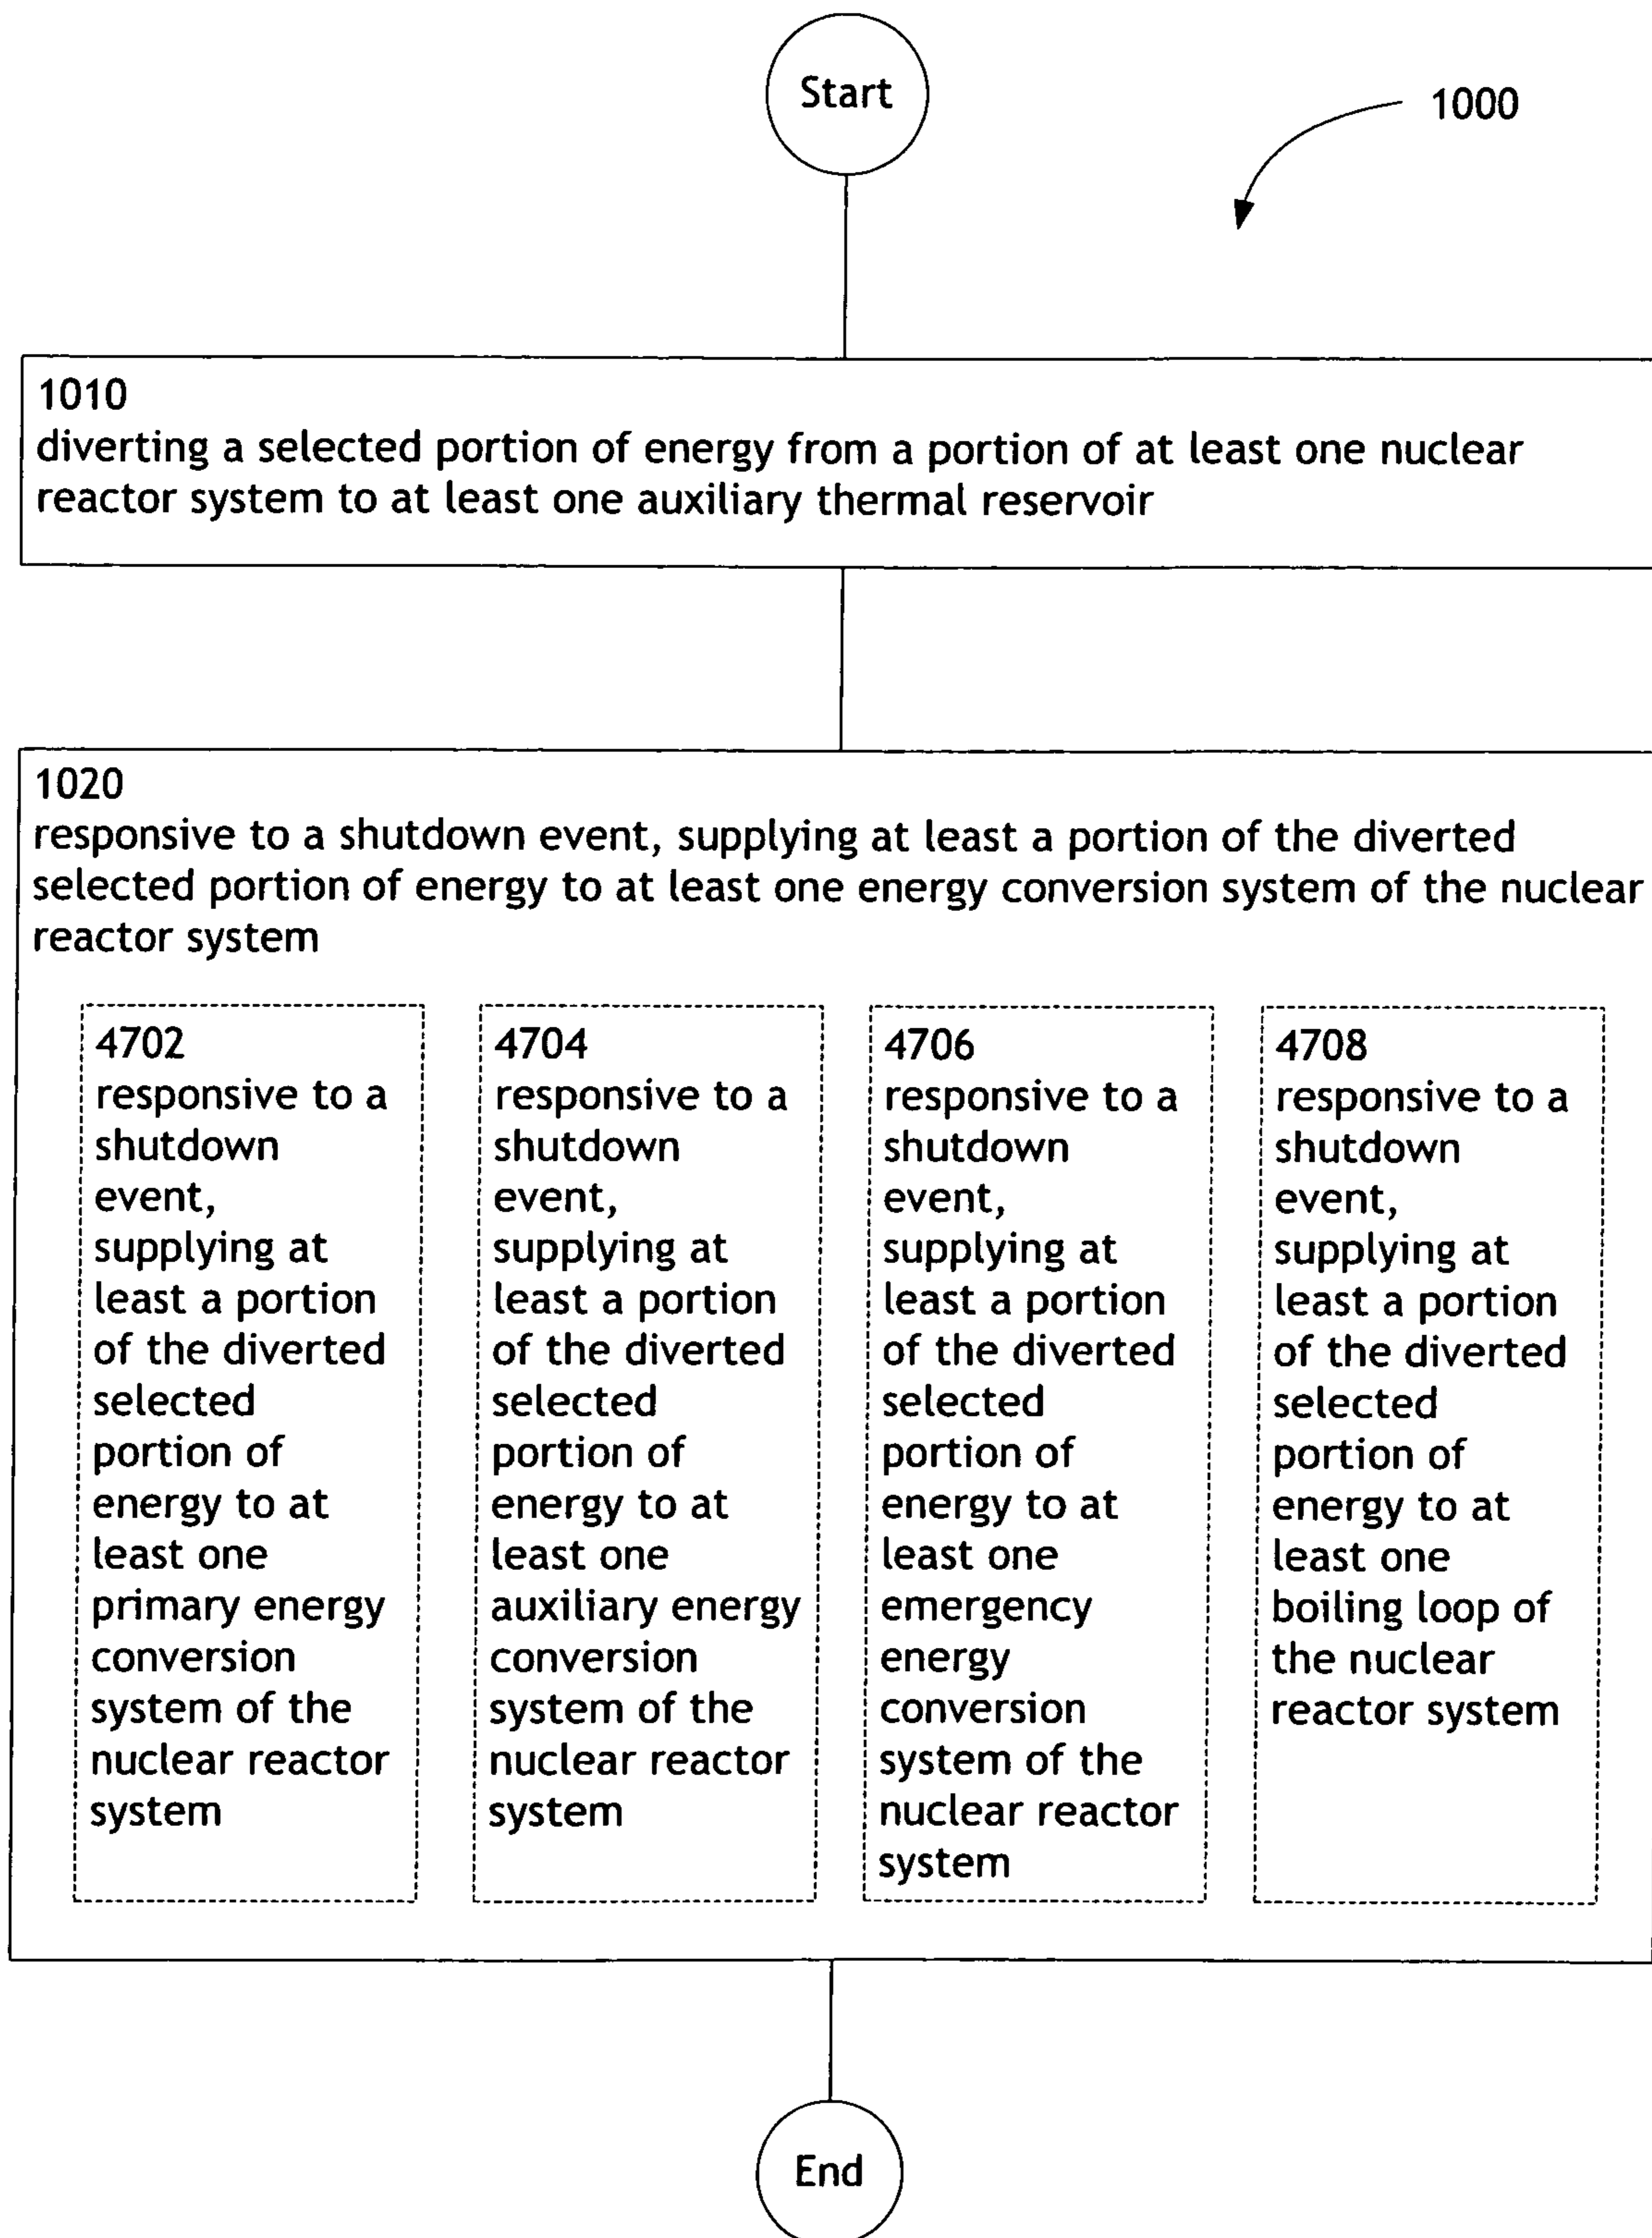 Start
1000
1010
diverting a selected portion of energy from a portion of at least one nuclear
reactor system to at least one auxiliary thermal reservoir
1020
responsive to a shutdown event, supplying at least a portion of the diverted
selected portion of energy to at least one energy conversion system of the nuclear
reactor system
4702
responsive to a
shutdown
event,
supplying at
least a portion
of the diverted
selected
portion of
energy to at
least one
primary energy
conversion
system of the
nuclear reactor
system
4704
responsive to a
shutdown
event,
supplying at
least a portion
of the diverted
selected
portion of
energy to at
least one
auxiliary energy
conversion
system of the
nuclear reactor
system
4706
responsive to a
shutdown
event,
supplying at
least a portion
of the diverted
selected
portion of
energy to at
least one
emergency
energy
conversion
system of the
nuclear reactor
system
4708
responsive to a
shutdown
event,
supplying at
least a portion
of the diverted
selected
portion of
energy to at
least one
boiling loop of
the nuclear
reactor system
End